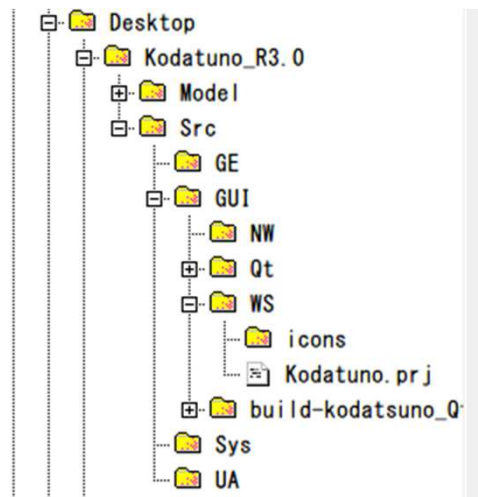 Desktop
Kodatuno_R3.0
Model
Src
GE
GUI
NW
Qt
WS
icons
Kodatuno.prj
build-kodatsuno_Q
Sys
UA